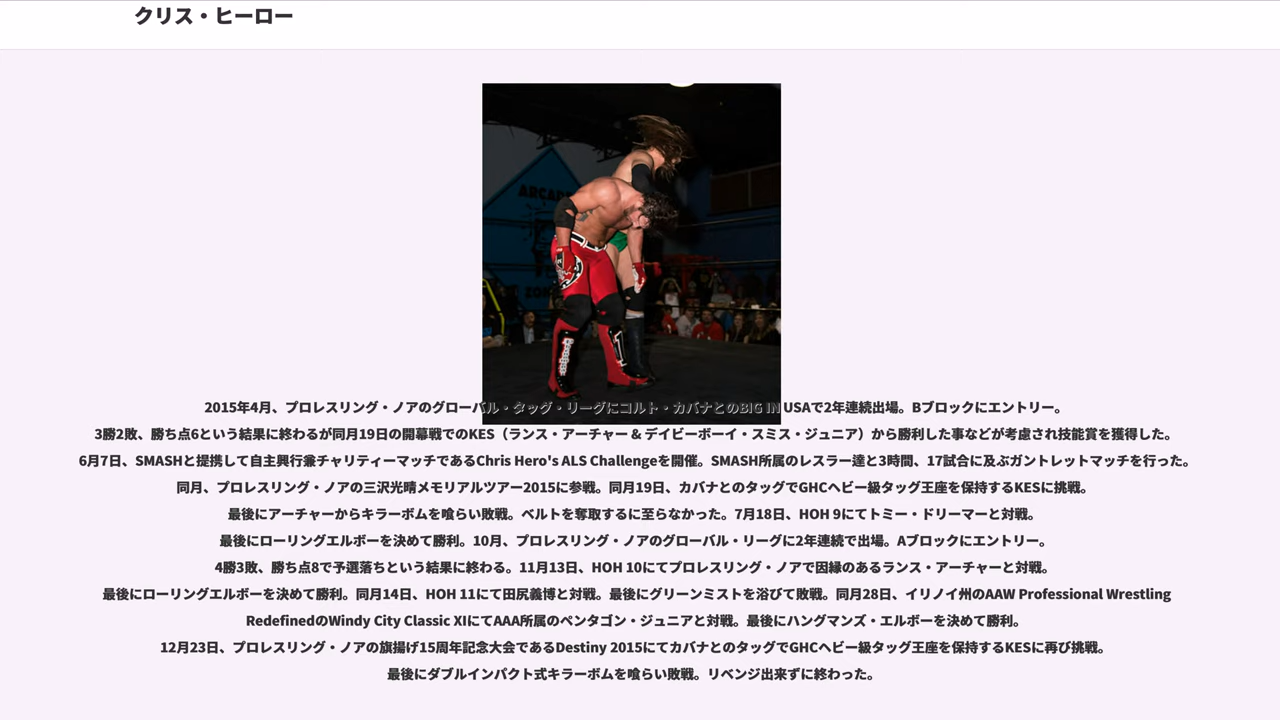 クリス・ヒーロー
ARCADE
ZONE
2015年4月、プロレスリング・ノアのグローバル・タッグ・リーグにコルト・カバナとのBIG IN USAで2年連続出場。Bブロックにエントリー。
3勝2敗、勝ち点6という結果に終わるが同月19日の開幕戦でのKES（ランス・アーチャー & デイビーボーイ・スミス・ジュニア）から勝利した事などが考慮され技能賞を獲得した。
6月7日、SMASHと提携して自主興行兼チャリティーマッチであるChris Hero's ALS Challengeを開催。SMASH所属のレスラー達と3時間、17試合に及ぶガントレットマッチを行った。
同月、プロレスリング・ノアの三沢光晴メモリアルツアー2015に参戦。同月19日、カバナとのタッグでGHCヘビー級タッグ王座を保持するKESに挑戦。
最後にアーチャーからキラーボムを喰らい敗戦。ベルトを奪取するに至らなかった。7月18日、HOH 9にてトミー・ドリーマーと対戦。
最後にローリングエルボーを決めて勝利。10月、プロレスリング・ノアのグローバル・リーグに2年連続で出場。Aブロックにエントリー。
4勝3敗、勝ち点8で予選落ちという結果に終わる。11月13日、HOH 10にてプロレスリング・ノアで因縁のあるランス・アーチャーと対戦。
最後にローリングエルボーを決めて勝利。同月14日、HOH 11にて田尻義博と対戦。最後にグリーンミストを浴びて敗戦。同月28日、イリノイ州のAAW Professional Wrestling
RedefinedのWindy City Classic XIにてAAA所属のペンタゴン・ジュニアと対戦。最後にハングマンズ・エルボーを決めて勝利。
12月23日、プロレスリング・ノアの旗揚げ15周年記念大会であるDestiny 2015にてカバナとのタッグでGHCヘビー級タッグ王座を保持するKESに再び挑戦。
最後にダブルインパクト式キラーボムを喰らい敗戦。リベンジ出来ずに終わった。